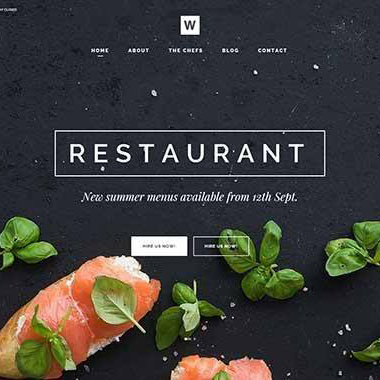 W
HOME ABOUT THE CHEFS BLOG CONTACT
RESTAURANT
New summer menus available from 12th Sept.
HIRE US NOW! HIRE US NOW!